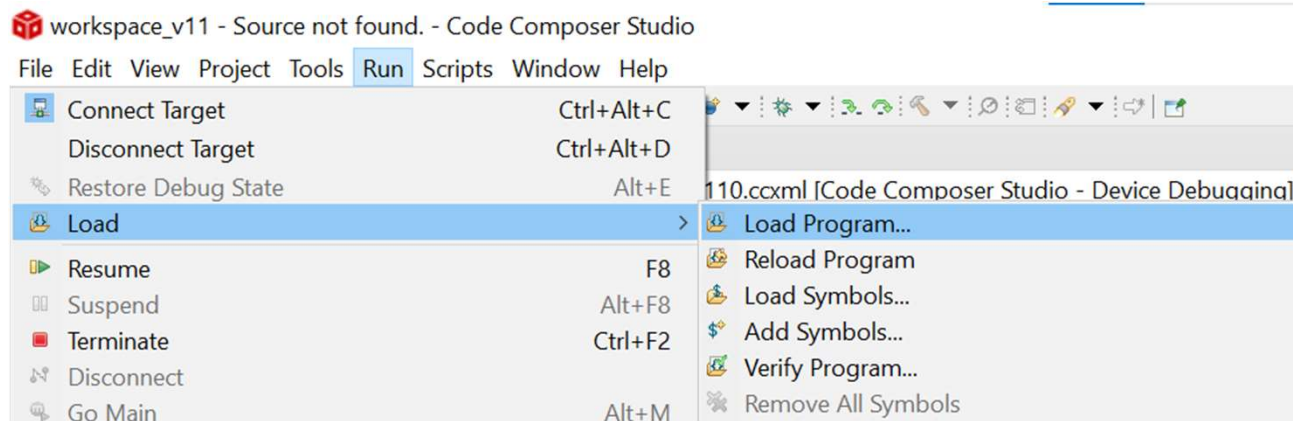 workspace_v11 - Source not found. - Code Composer Studio
File Edit View Project Tools Run Scripts Window Help
Connect Target Ctrl+Alt+C
Disconnect Target Ctrl+Alt+D
Restore Debug State Alt+E
110.ccxml [Code Composer Studio - Device Debugging]
Load > Load Program...
Resume F8
Reload Program
Suspend Alt+F8
Load Symbols...
Terminate Ctrl+F2
Add Symbols...
Disconnect
Verify Program...
Go Main Alt+M
Remove All Symbols